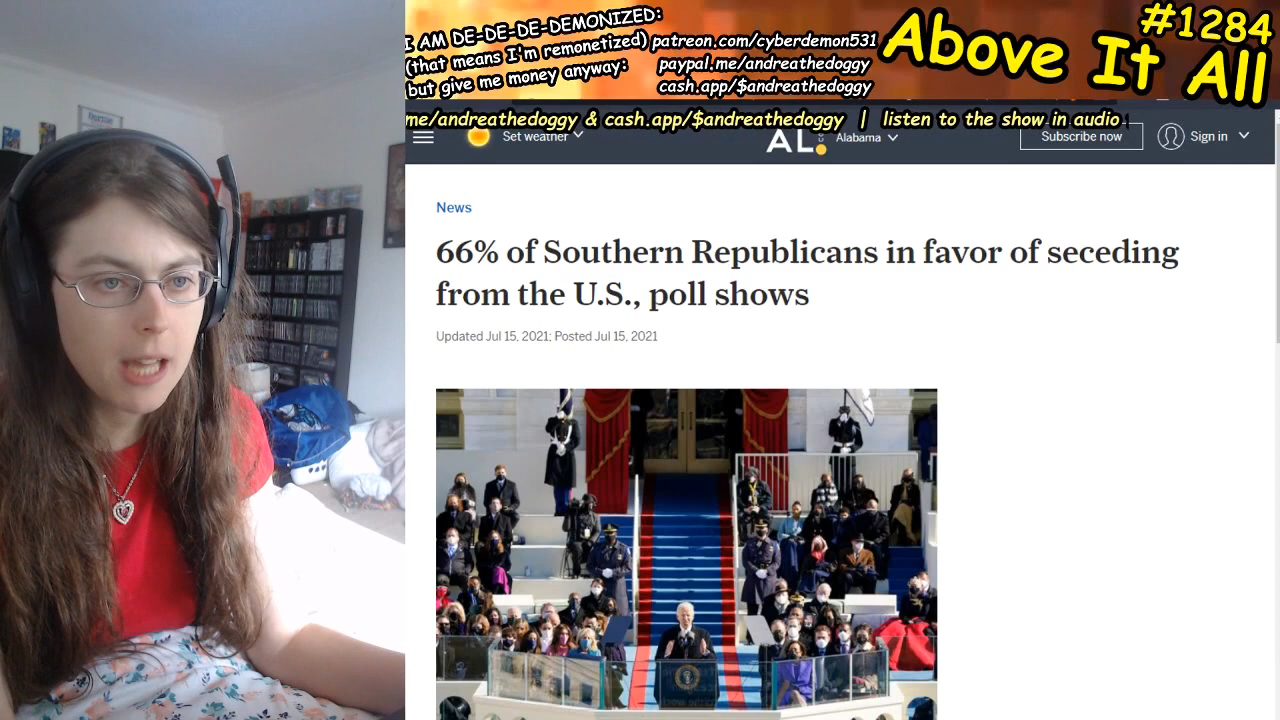 I AM DE-DE-DE-DEMONIZED:
(that means I'm remonetized)
but give me money anyway:
patreon.com/cyberdemon531
paypal.me/andreathedoggy
cash.app/$andreathedoggy
Above It All
#1284
me/andreathedoggy & cash.app/$andreathedoggy | listen to the show in audio
Set weather
AL.
Alabama
Subscribe now
Sign in
News
66% of Southern Republicans in favor of seceding
from the U.S., poll shows
Updated Jul 15, 2021; Posted Jul 15, 2021